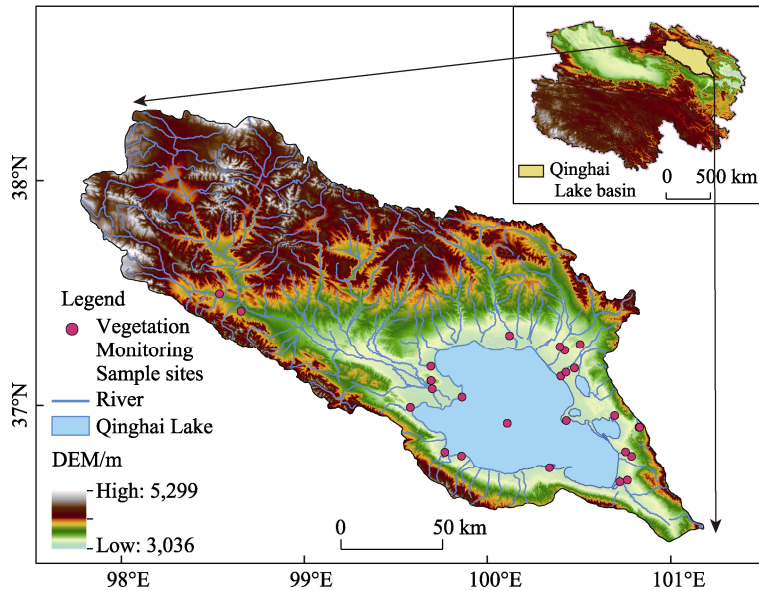 Qinghai
Lake basin
0 500 km
38°N
37°N
Legend
Vegetation
Monitoring
Sample sites
River
Qinghai Lake
DEM/m
High: 5,299
Low: 3,036
0 50 km
98°E 99°E 100°E 101°E